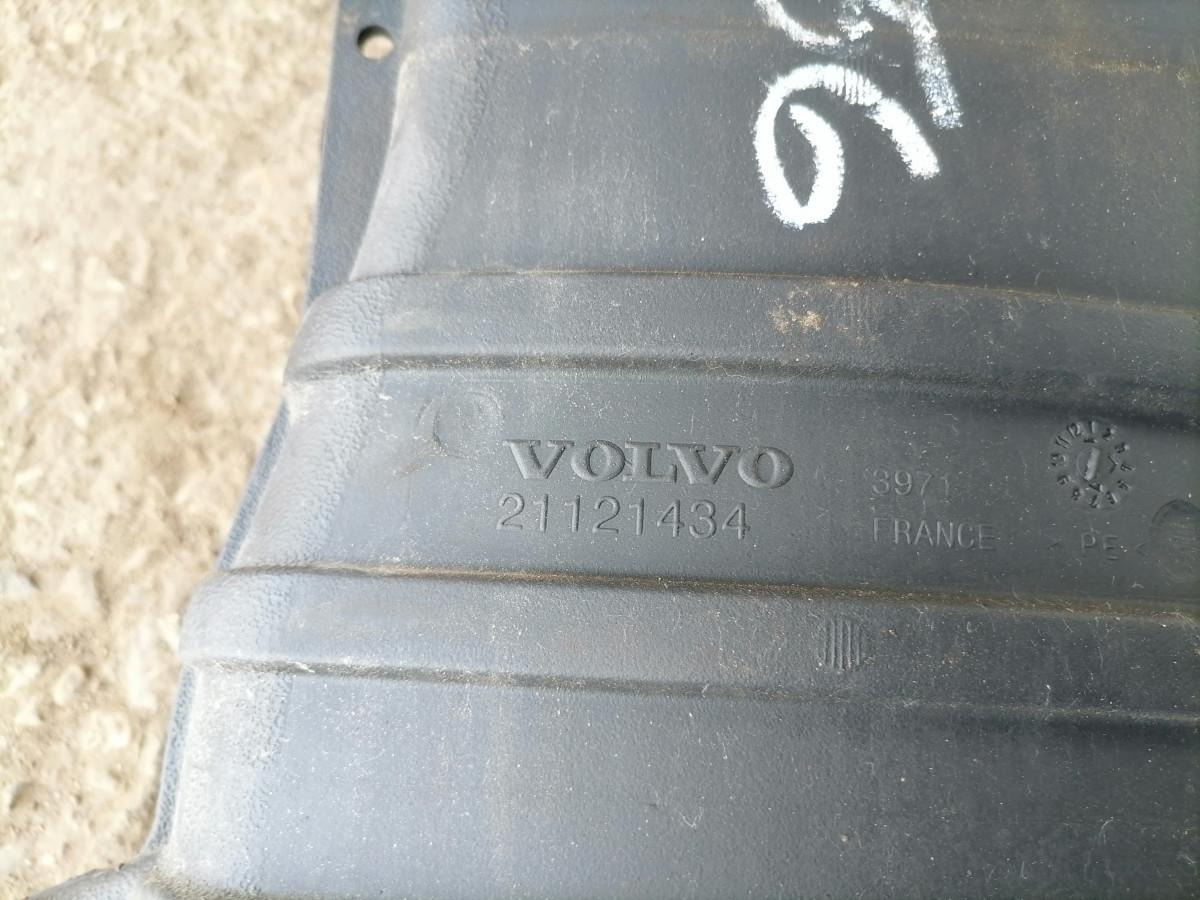 VOLVO
21121434
3971
FRANCE
> PE <